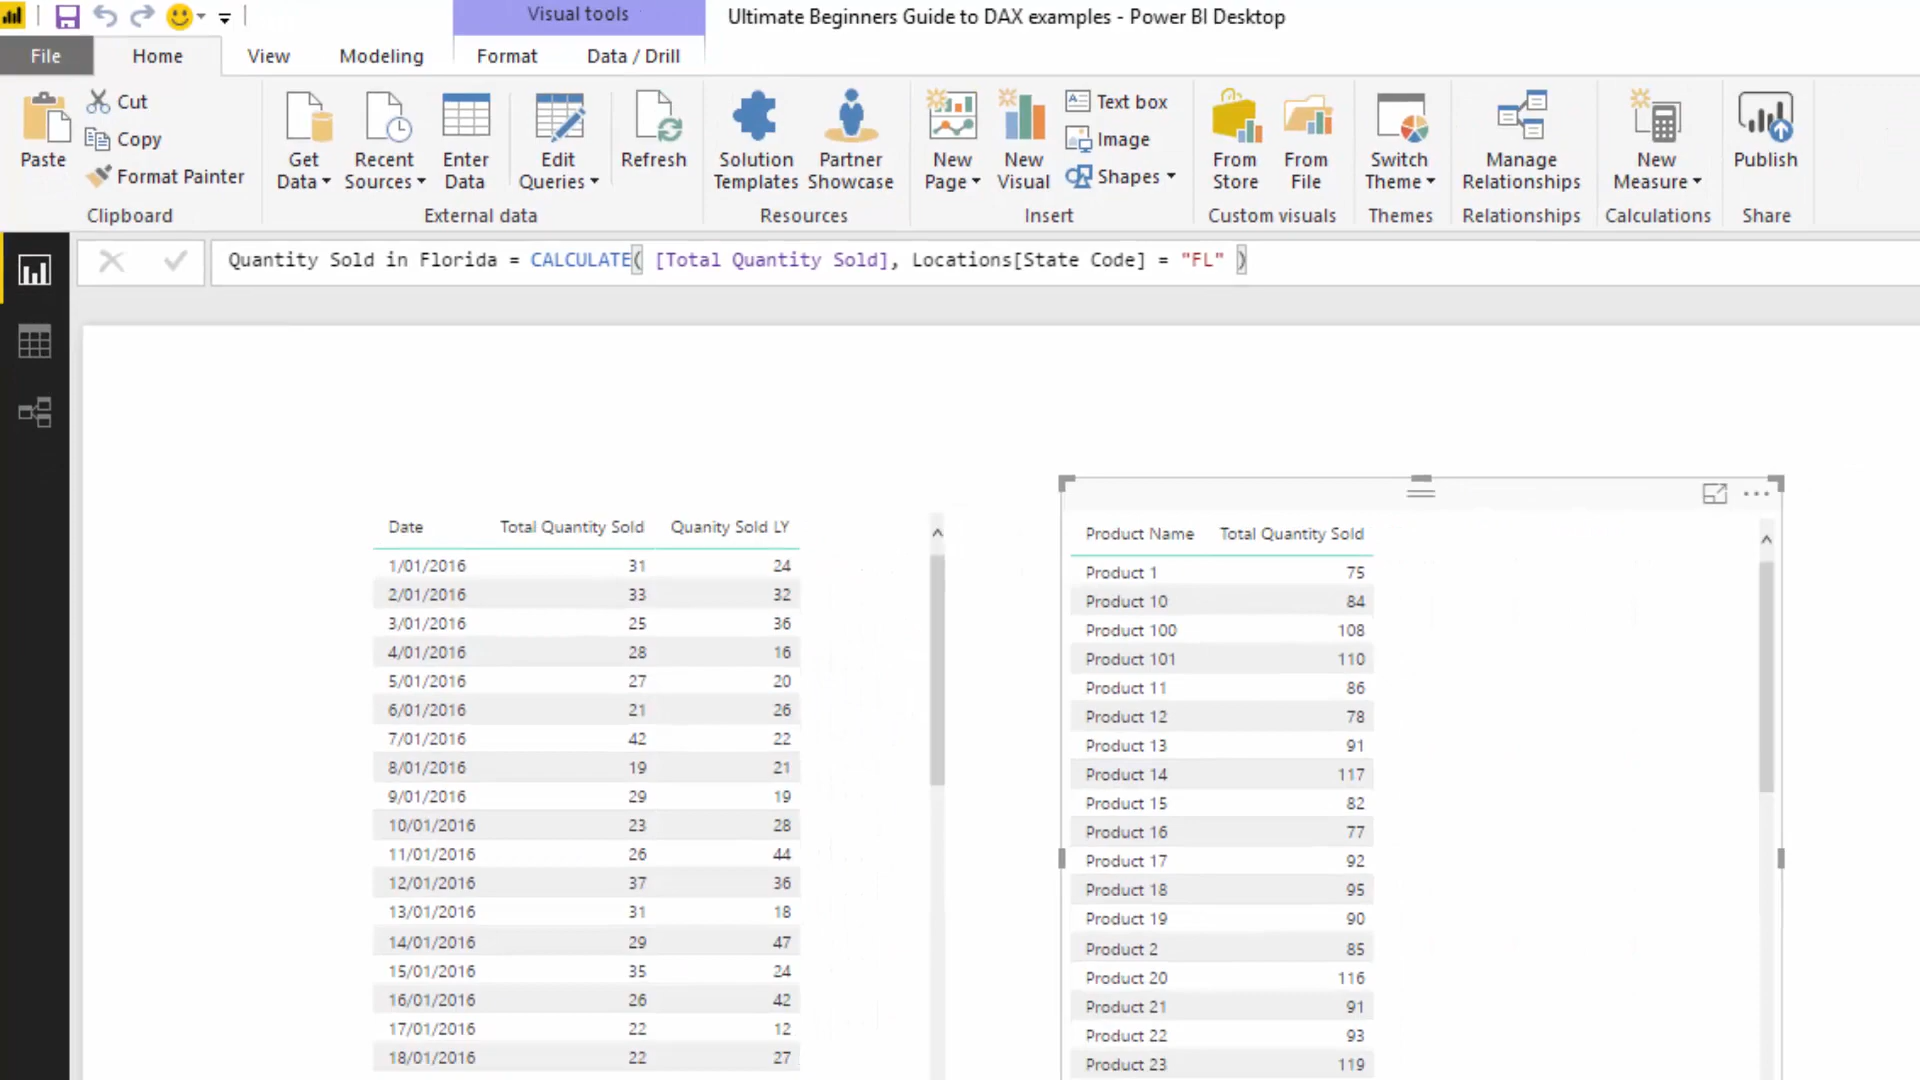 Visual tools
Ultimate Beginners Guide to DAX examples - Power BI Desktop
File Home View Modeling Format Data / Drill
Paste
Cut
Copy
Format Painter
Clipboard
Get Data
Recent Sources
Enter Data
Edit Queries
Refresh
External data
Solution Templates
Partner Showcase
Resources
New Page
New Visual
Text box
Image
Shapes
Insert
From Store
From File
Custom visuals
Switch Theme
Themes
Manage Relationships
Relationships
New Measure
Calculations
Publish
Share
Quantity Sold in Florida = CALCULATE( [Total Quantity Sold], Locations[State Code] = "FL" )
Date Total Quantity Sold Quanity Sold LY
1/01/2016 31 24
2/01/2016 33 32
3/01/2016 25 36
4/01/2016 28 16
5/01/2016 27 20
6/01/2016 21 26
7/01/2016 42 22
8/01/2016 19 21
9/01/2016 29 19
10/01/2016 23 28
11/01/2016 26 44
12/01/2016 37 36
13/01/2016 31 18
14/01/2016 29 47
15/01/2016 35 24
16/01/2016 26 42
17/01/2016 22 12
18/01/2016 22 27
Product Name Total Quantity Sold
Product 1 75
Product 10 84
Product 100 108
Product 101 110
Product 11 86
Product 12 78
Product 13 91
Product 14 117
Product 15 82
Product 16 77
Product 17 92
Product 18 95
Product 19 90
Product 2 85
Product 20 116
Product 21 91
Product 22 93
Product 23 119